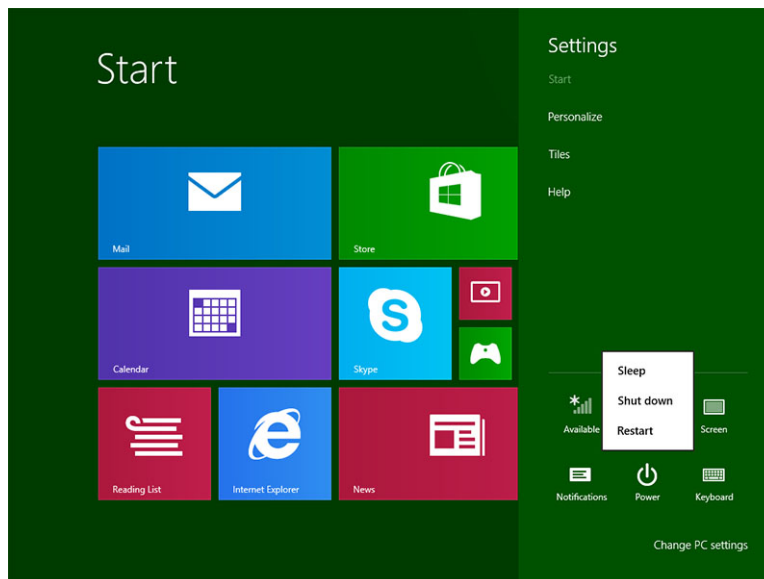 Start
Mail
Store
Calendar
Skype
Reading List
Internet Explorer
News
Settings
Start
Personalize
Tiles
Help
Sleep
Shut down
Restart
Available
Screen
Notifications
Power
Keyboard
Change PC settings